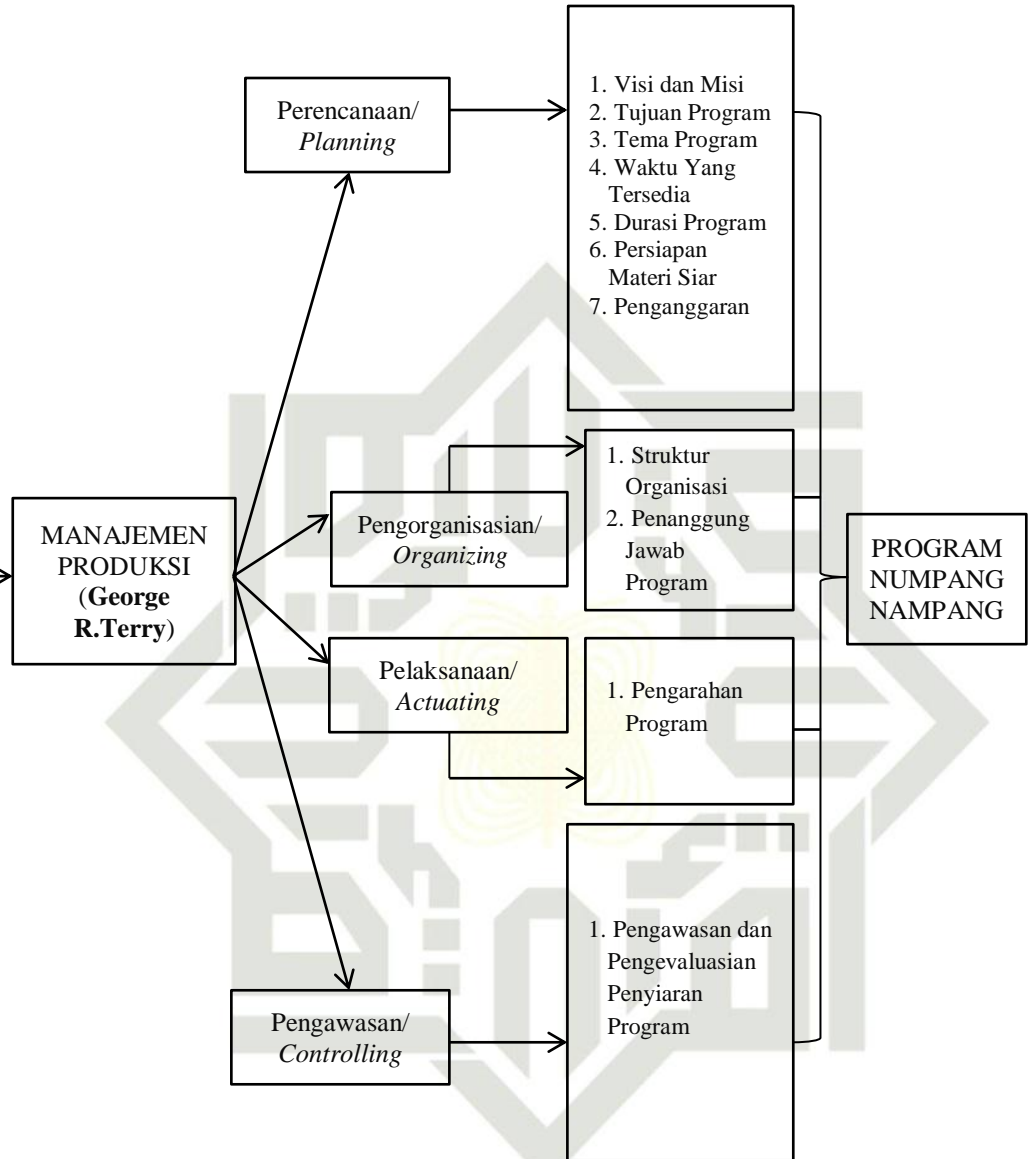 Perencanaan/
Planning
1. Visi dan Misi
2. Tujuan Program
3. Tema Program
4. Waktu Yang
Tersedia
5. Durasi Program
6. Persiapan
Materi Siar
7. Penganggaran
MANAJEMEN
PRODUKSI
(George
R.Terry)
Pengorganisasian/
Organizing
1. Struktur
Organisasi
2. Penanggung
Jawab
Program
PROGRAM
NUMPANG
NAMPANG
Pelaksanaan/
Actuating
1. Pengarahan
Program
Pengawasan/
Controlling
1. Pengawasan dan
Pengevaluasian
Penyiaran
Program